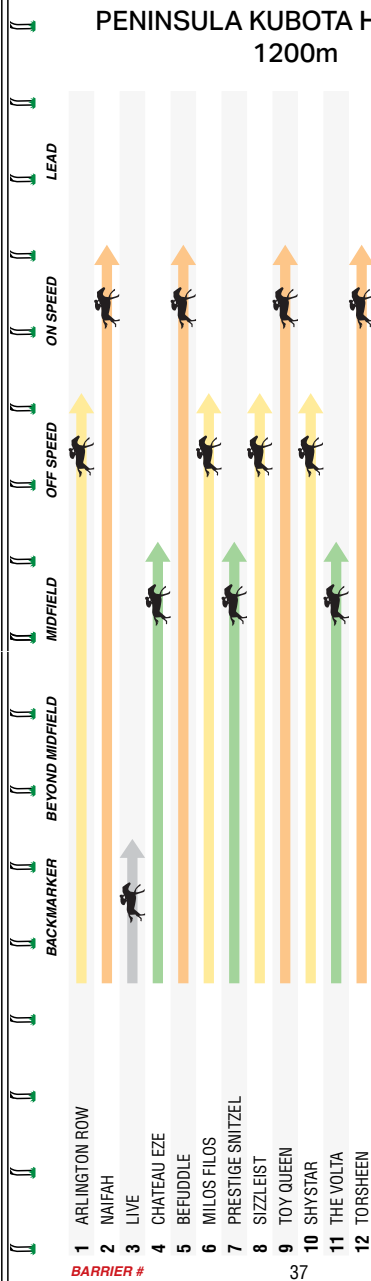 PENINSULA KUBOTA H
1200m
LEAD
ON SPEED
OFF SPEED
MIDFIELD
BEYOND MIDFIELD
BACKMARKER
1 ARLINGTON ROW
2 NAIFAH
3 LIVE
4 CHATEAU EZE
5 BEFUDDLE
6 MILOS FILOS
7 PRESTIGE SNITZEL
8 SIZZLEIST
9 TOY QUEEN
10 SHYSTAR
11 THE VOLTA
12 TORSHEEN
BARRIER #
37